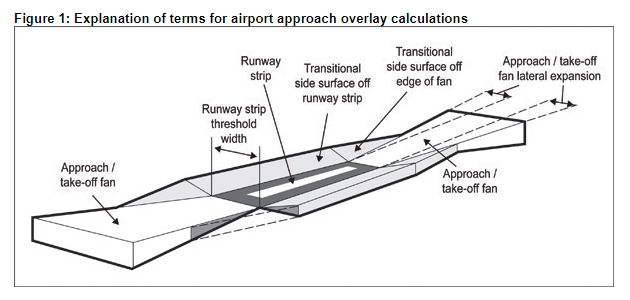 Figure 1: Explanation of terms for airport approach overlay calculations
Runway
strip
Transitional
side surface off
runway strip
Transitional
side surface off
edge of fan
Approach / take-off
fan lateral expansion
Runway strip
threshold
width
Approach /
take-off fan
Approach /
take-off fan